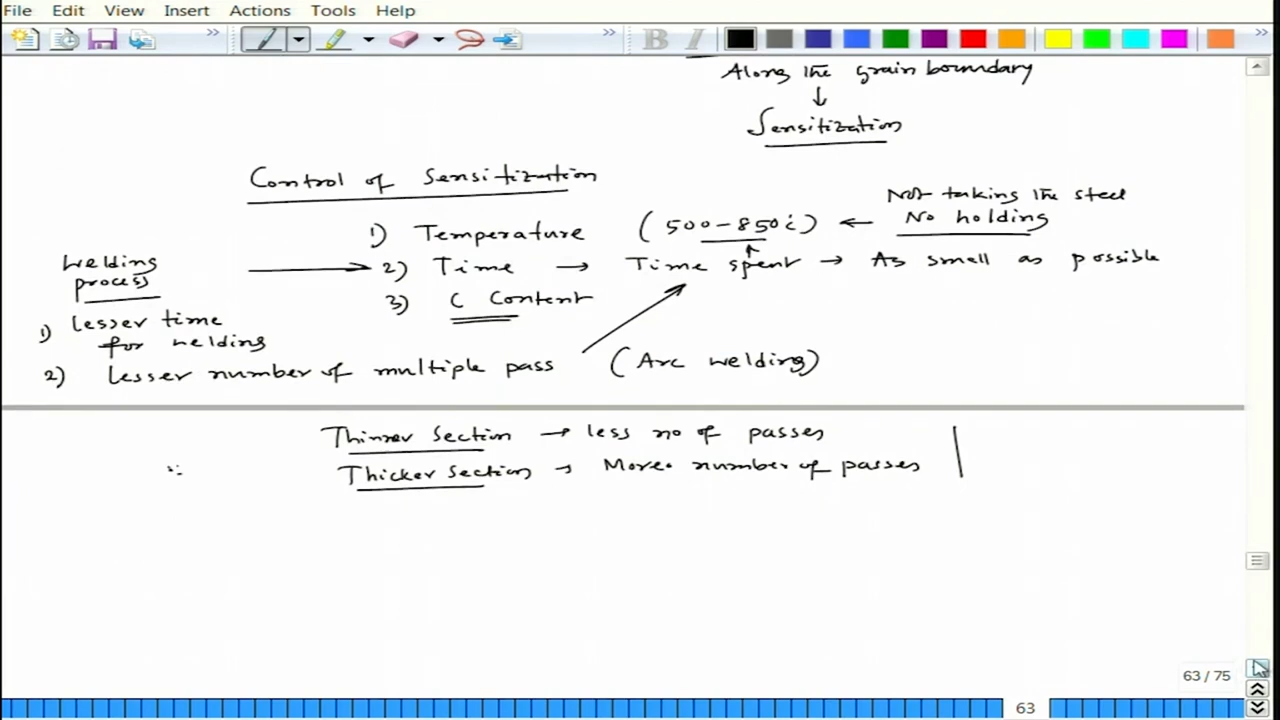 File Edit View Insert Actions Tools Help
B I
Along the grain boundary
↓
Sensitization
Control of Sensitization
Not taking the steel
1) Temperature (500-850c) ← No holding
welding process
2) Time → Time spent → As small as possible
3) C Content
1) lesser time
for welding
2) lesser number of multiple pass (Arc welding)
Thinner section → less no of passes
Thicker section → More number of passes
63 / 75
63